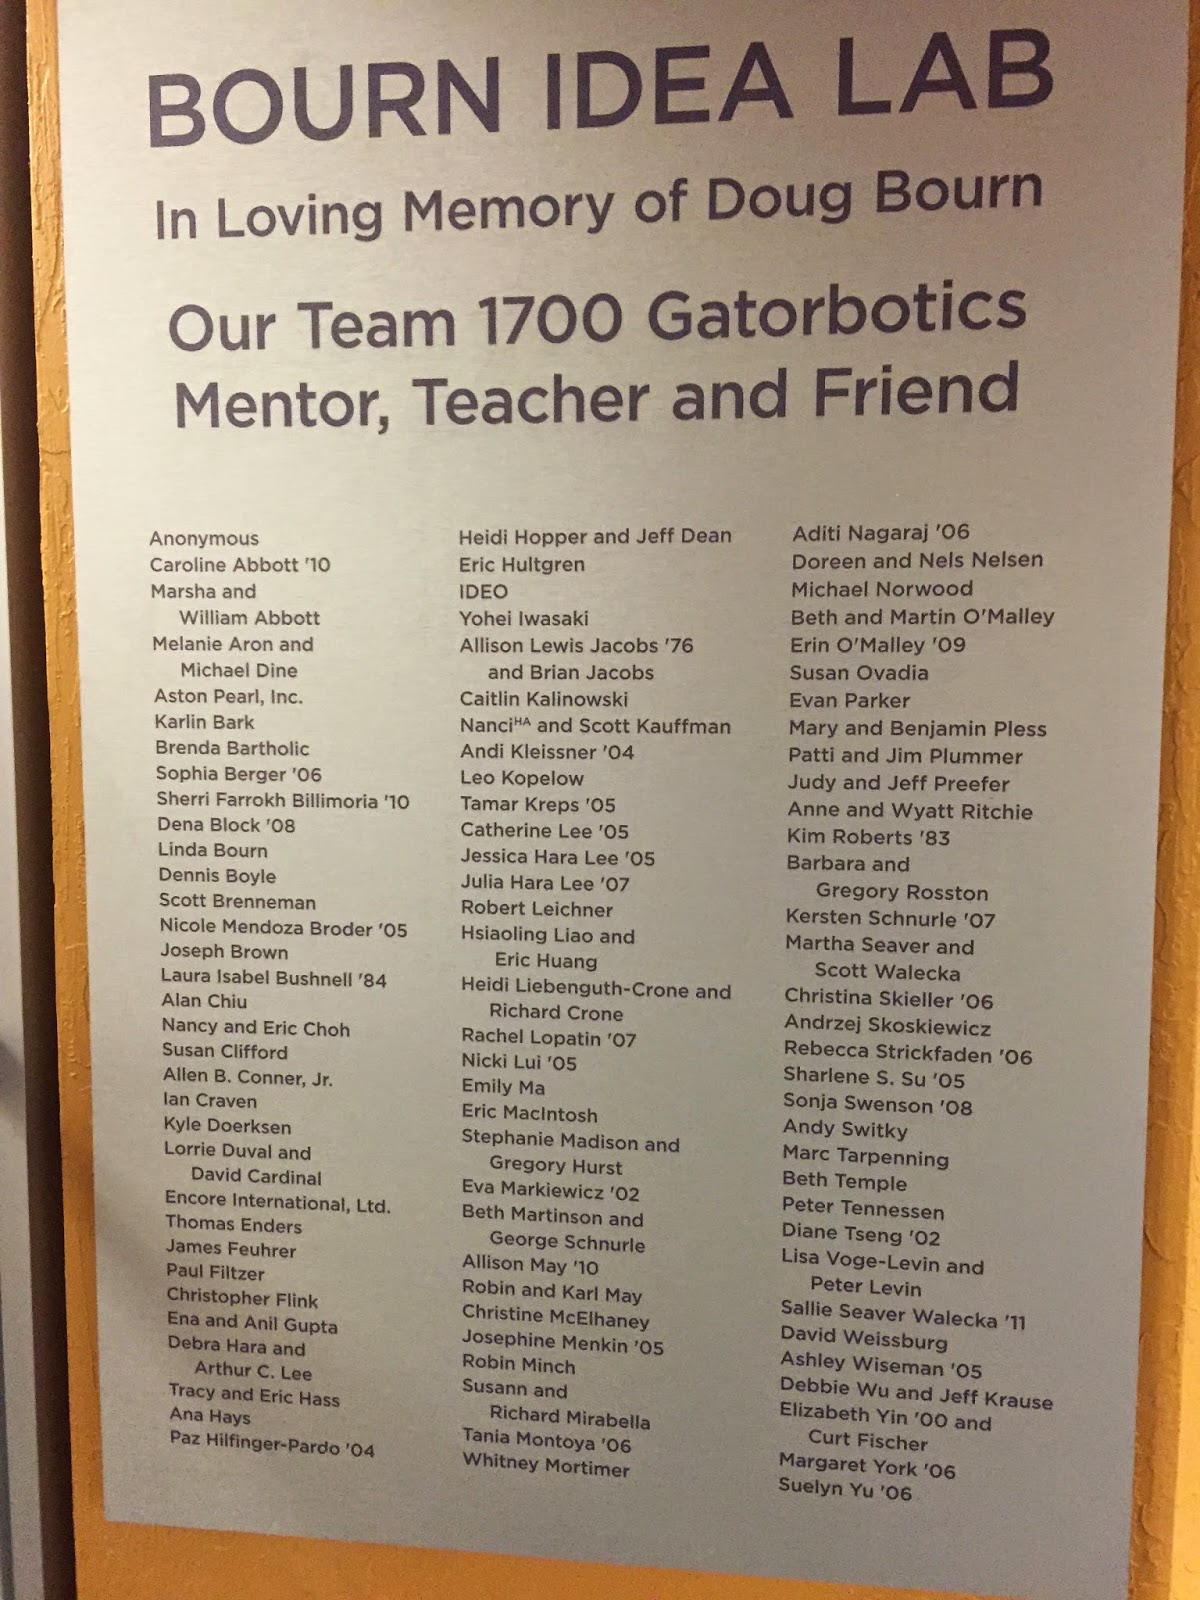 BOURN IDEA LAB
In Loving Memory of Doug Bourn
Our Team 1700 Gatorbotics
Mentor, Teacher and Friend
Anonymous
Caroline Abbott '10
Marsha and
William Abbott
Melanie Aron and
Michael Dine
Aston Pearl, Inc.
Karlin Bark
Brenda Bartholic
Sophia Berger '06
Sherri Farrokh Billimoria '10
Dena Block '08
Linda Bourn
Dennis Boyle
Scott Brenneman
Nicole Mendoza Broder '05
Joseph Brown
Laura Isabel Bushnell '84
Alan Chiu
Nancy and Eric Choh
Susan Clifford
Allen B. Conner, Jr.
Ian Craven
Kyle Doerksen
Lorrie Duval and
David Cardinal
Encore International, Ltd.
Thomas Enders
James Feuhrer
Paul Filtzer
Christopher Flink
Ena and Anil Gupta
Debra Hara and
Arthur C. Lee
Tracy and Eric Hass
Ana Hays
Paz Hilfinger-Pardo '04
Heidi Hopper and Jeff Dean
Eric Hultgren
IDEO
Yohei Iwasaki
Allison Lewis Jacobs '76
and Brian Jacobs
Caitlin Kalinowski
Nanci^HA and Scott Kauffman
Andi Kleissner '04
Leo Kopelow
Tamar Kreps '05
Catherine Lee '05
Jessica Hara Lee '05
Julia Hara Lee '07
Robert Leichner
Hsiaoling Liao and
Eric Huang
Heidi Liebenguth-Crone and
Richard Crone
Rachel Lopatin '07
Nicki Lui '05
Emily Ma
Eric MacIntosh
Stephanie Madison and
Gregory Hurst
Eva Markiewicz '02
Beth Martinson and
George Schnurle
Allison May '10
Robin and Karl May
Christine McElhaney
Josephine Menkin '05
Robin Minch
Susann and
Richard Mirabella
Tania Montoya '06
Whitney Mortimer
Aditi Nagaraj '06
Doreen and Nels Nelsen
Michael Norwood
Beth and Martin O'Malley
Erin O'Malley '09
Susan Ovadia
Evan Parker
Mary and Benjamin Pless
Patti and Jim Plummer
Judy and Jeff Preefer
Anne and Wyatt Ritchie
Kim Roberts '83
Barbara and
Gregory Rosston
Kersten Schnurle '07
Martha Seaver and
Scott Walecka
Christina Skieller '06
Andrzej Skoskiewicz
Rebecca Strickfaden '06
Sharlene S. Su '05
Sonja Swenson '08
Andy Switky
Marc Tarpenning
Beth Temple
Peter Tennessen
Diane Tseng '02
Lisa Voge-Levin and
Peter Levin
Sallie Seaver Walecka '11
David Weissburg
Ashley Wiseman '05
Debbie Wu and Jeff Krause
Elizabeth Yin '00 and
Curt Fischer
Margaret York '06
Suelyn Yu '06